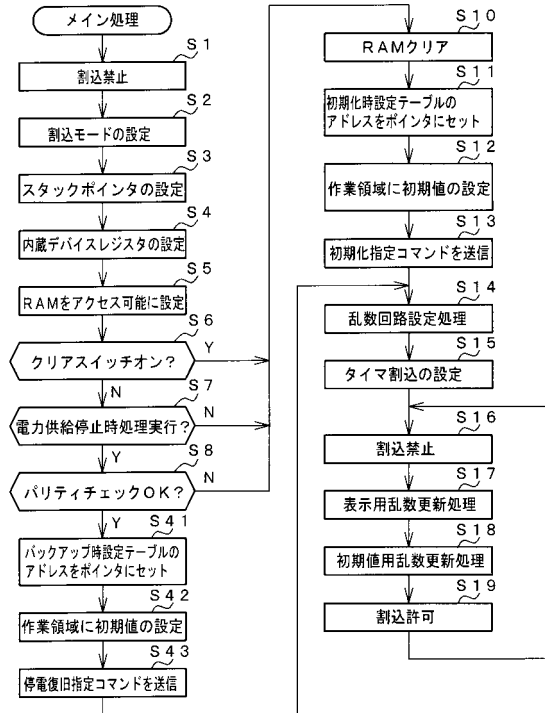 メイン処理
S1
割込禁止
S2
割込モードの設定
S3
スタックポインタの設定
S4
内蔵デバイスレジスタの設定
S5
RAMをアクセス可能に設定
S6
クリアスイッチオン?
Y
N
S7
電力供給停止時処理実行?
N
Y
S8
パリティチェックOK?
N
Y
S41
バックアップ時設定テーブルの
アドレスをポインタにセット
S42
作業領域に初期値の設定
S43
停電復旧指定コマンドを送信
S10
RAMクリア
S11
初期化時設定テーブルの
アドレスをポインタにセット
S12
作業領域に初期値の設定
S13
初期化指定コマンドを送信
S14
乱数回路設定処理
S15
タイマ割込の設定
S16
割込禁止
S17
表示用乱数更新処理
S18
初期値用乱数更新処理
S19
割込許可